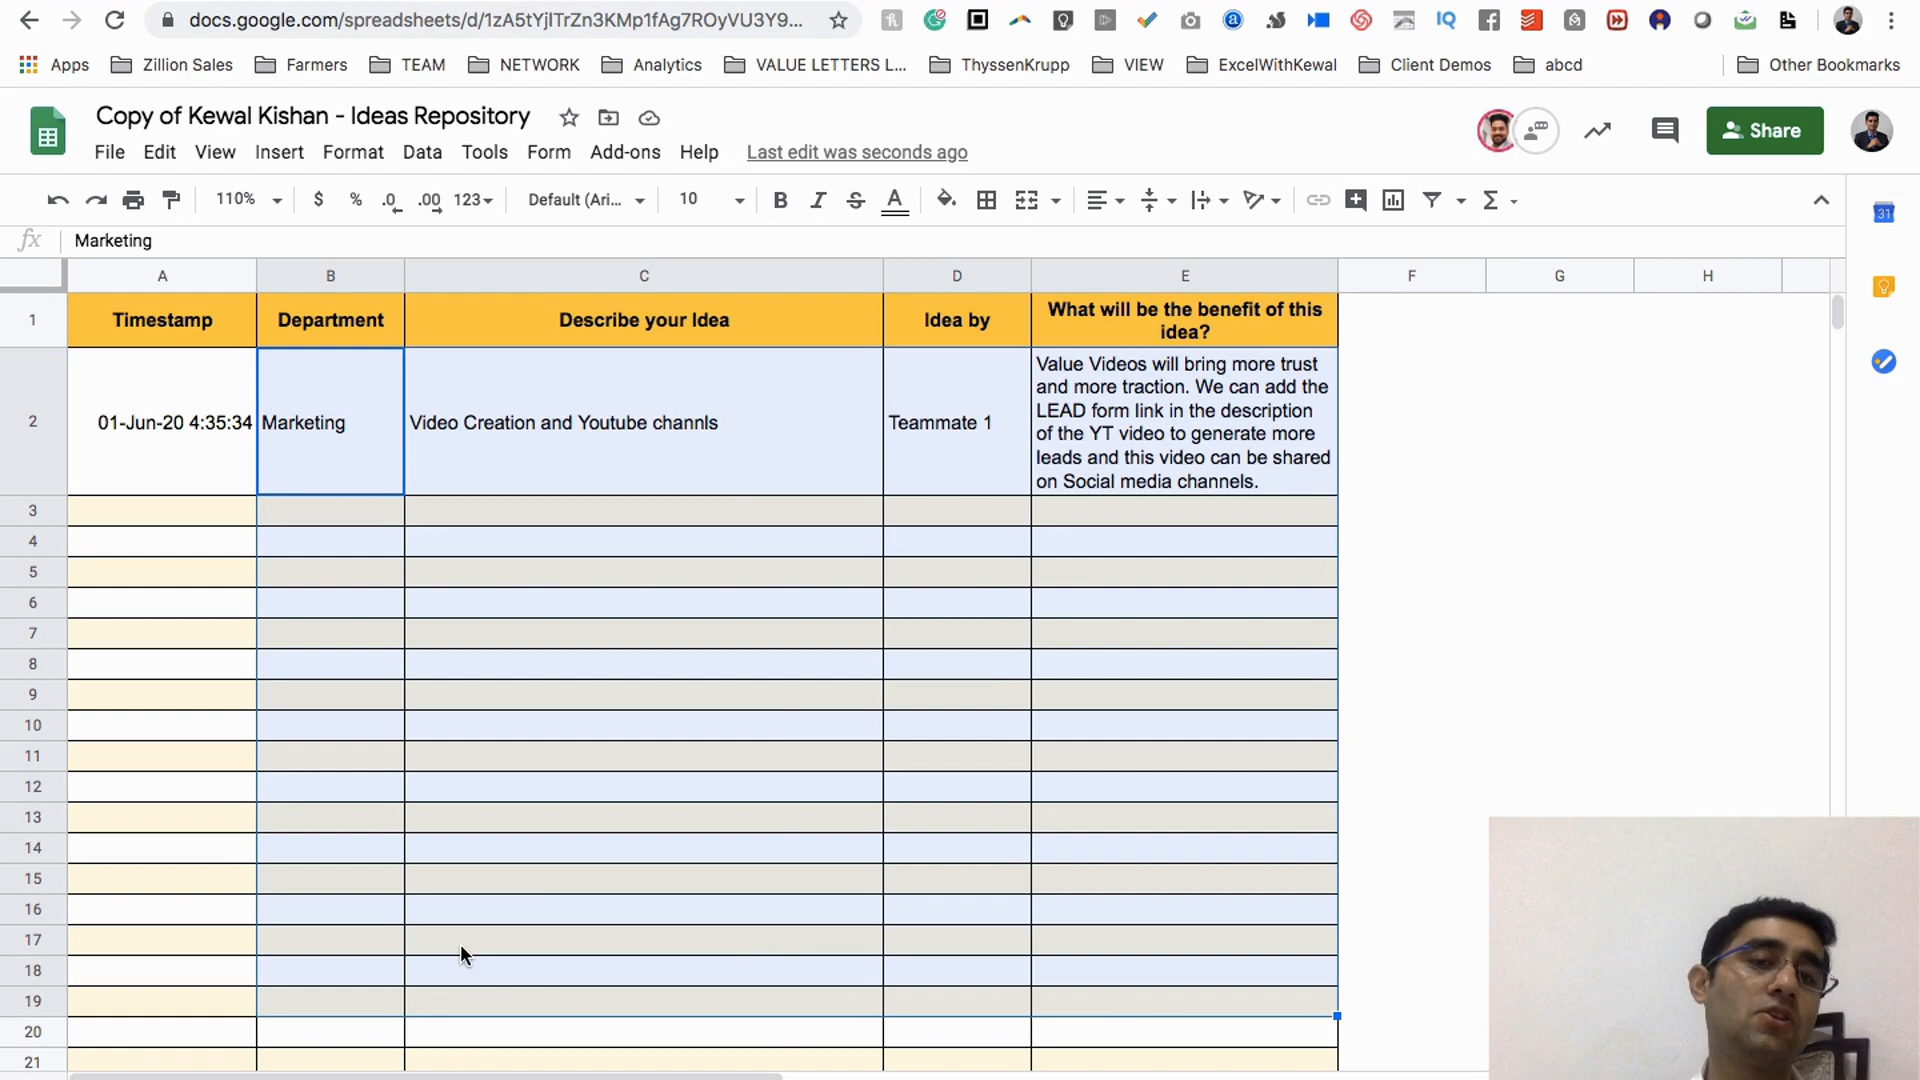 docs.google.com/spreadsheets/d/1zA5tYjlTrZn3KMp1fAg7ROyVU3Y9...
Apps Zillion Sales Farmers TEAM NETWORK Analytics VALUE LETTERS L... ThyssenKrupp VIEW ExcelWithKewal Client Demos abcd Other Bookmarks
Copy of Kewal Kishan - Ideas Repository
Share
File Edit View Insert Format Data Tools Form Add-ons Help Last edit was seconds ago
110% $ % .0 .00 123 Default (Ari... 10 B I S A Σ
31
fx Marketing
A B C D E F G H
1 Timestamp Department Describe your Idea Idea by What will be the benefit of this
idea?
2 01-Jun-20 4:35:34 Marketing Video Creation and Youtube channls Teammate 1 Value Videos will bring more trust
and more traction. We can add the
LEAD form link in the description
of the YT video to generate more
leads and this video can be shared
on Social media channels.
3
4
5
6
7
8
9
10
11
12
13
14
15
16
17
18
19
20
21